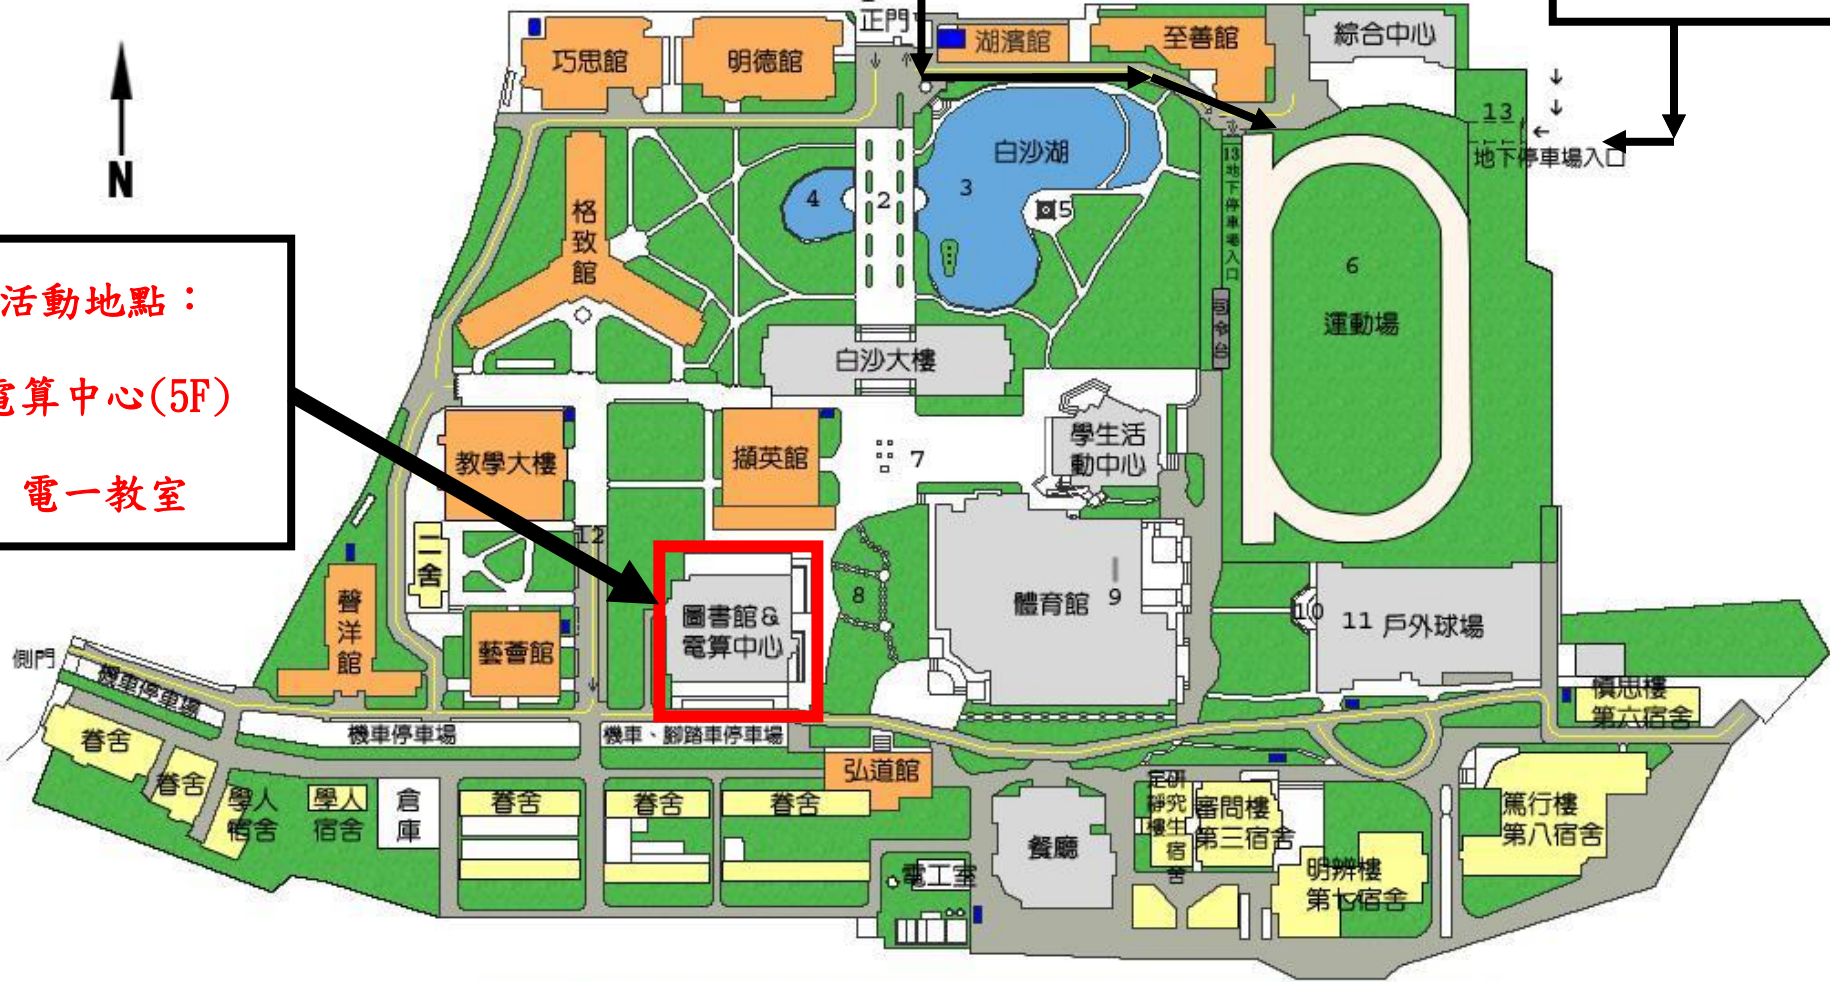 正門
湖濱館
至善館
綜合中心
巧思館
明德館
13
地下停車場入口
白沙湖
13地下停車場入口
N
4
2
3
5
格致館
6
運動場
司令台
活動地點：
電算中心(5F)
電一教室
白沙大樓
教學大樓
擷英館
7
學生活
動中心
12
二舍
聲洋館
圖書館&
電算中心
8
體育館
9
10
11
戶外球場
藝薈館
側門
機車停車場
機車停車場
機車、腳踏車停車場
慎思樓
第六宿舍
眷舍
眷舍
學人
宿舍
學人
宿舍
倉庫
眷舍
眷舍
眷舍
弘道館
餐廳
電工室
研究生宿舍
定靜樓
審問樓
第三宿舍
明辨樓
第七宿舍
篤行樓
第八宿舍